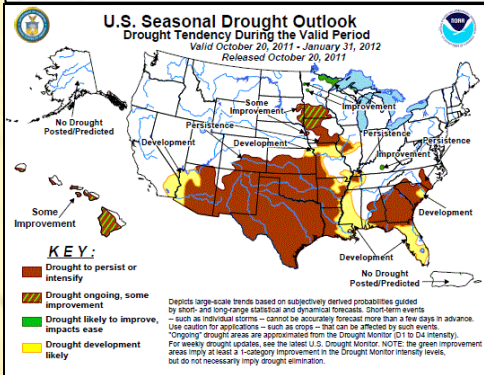 U.S. Seasonal Drought Outlook
Drought Tendency During the Valid Period
Valid October 20, 2011 - January 31, 2012
Released October 20, 2011
NOAA
No Drought
Posted/Predicted
Some
Improvement
Improvement
Persistence
Development
Development
Persistence
Persistence
Improvement
Development
Some
Improvement
Development
No Drought
Posted/Predicted
KEY:
Drought to persist or
intensify
Drought ongoing, some
improvement
Drought likely to improve,
impacts ease
Drought development
likely
Depicts large-scale trends based on subjectively derived probabilities guided
by short- and long-range statistical and dynamical forecasts. Short-term events
-- such as individual storms -- cannot be accurately forecast more than a few days in advance.
Use caution for applications -- such as crops -- that can be affected by such events.
"Ongoing" drought areas are approximated from the Drought Monitor (D1 to D4 intensity).
For weekly drought updates, see the latest U.S. Drought Monitor. NOTE: the green improvement
areas imply at least a 1-category improvement in the Drought Monitor intensity levels,
but do not necessarily imply drought elimination.